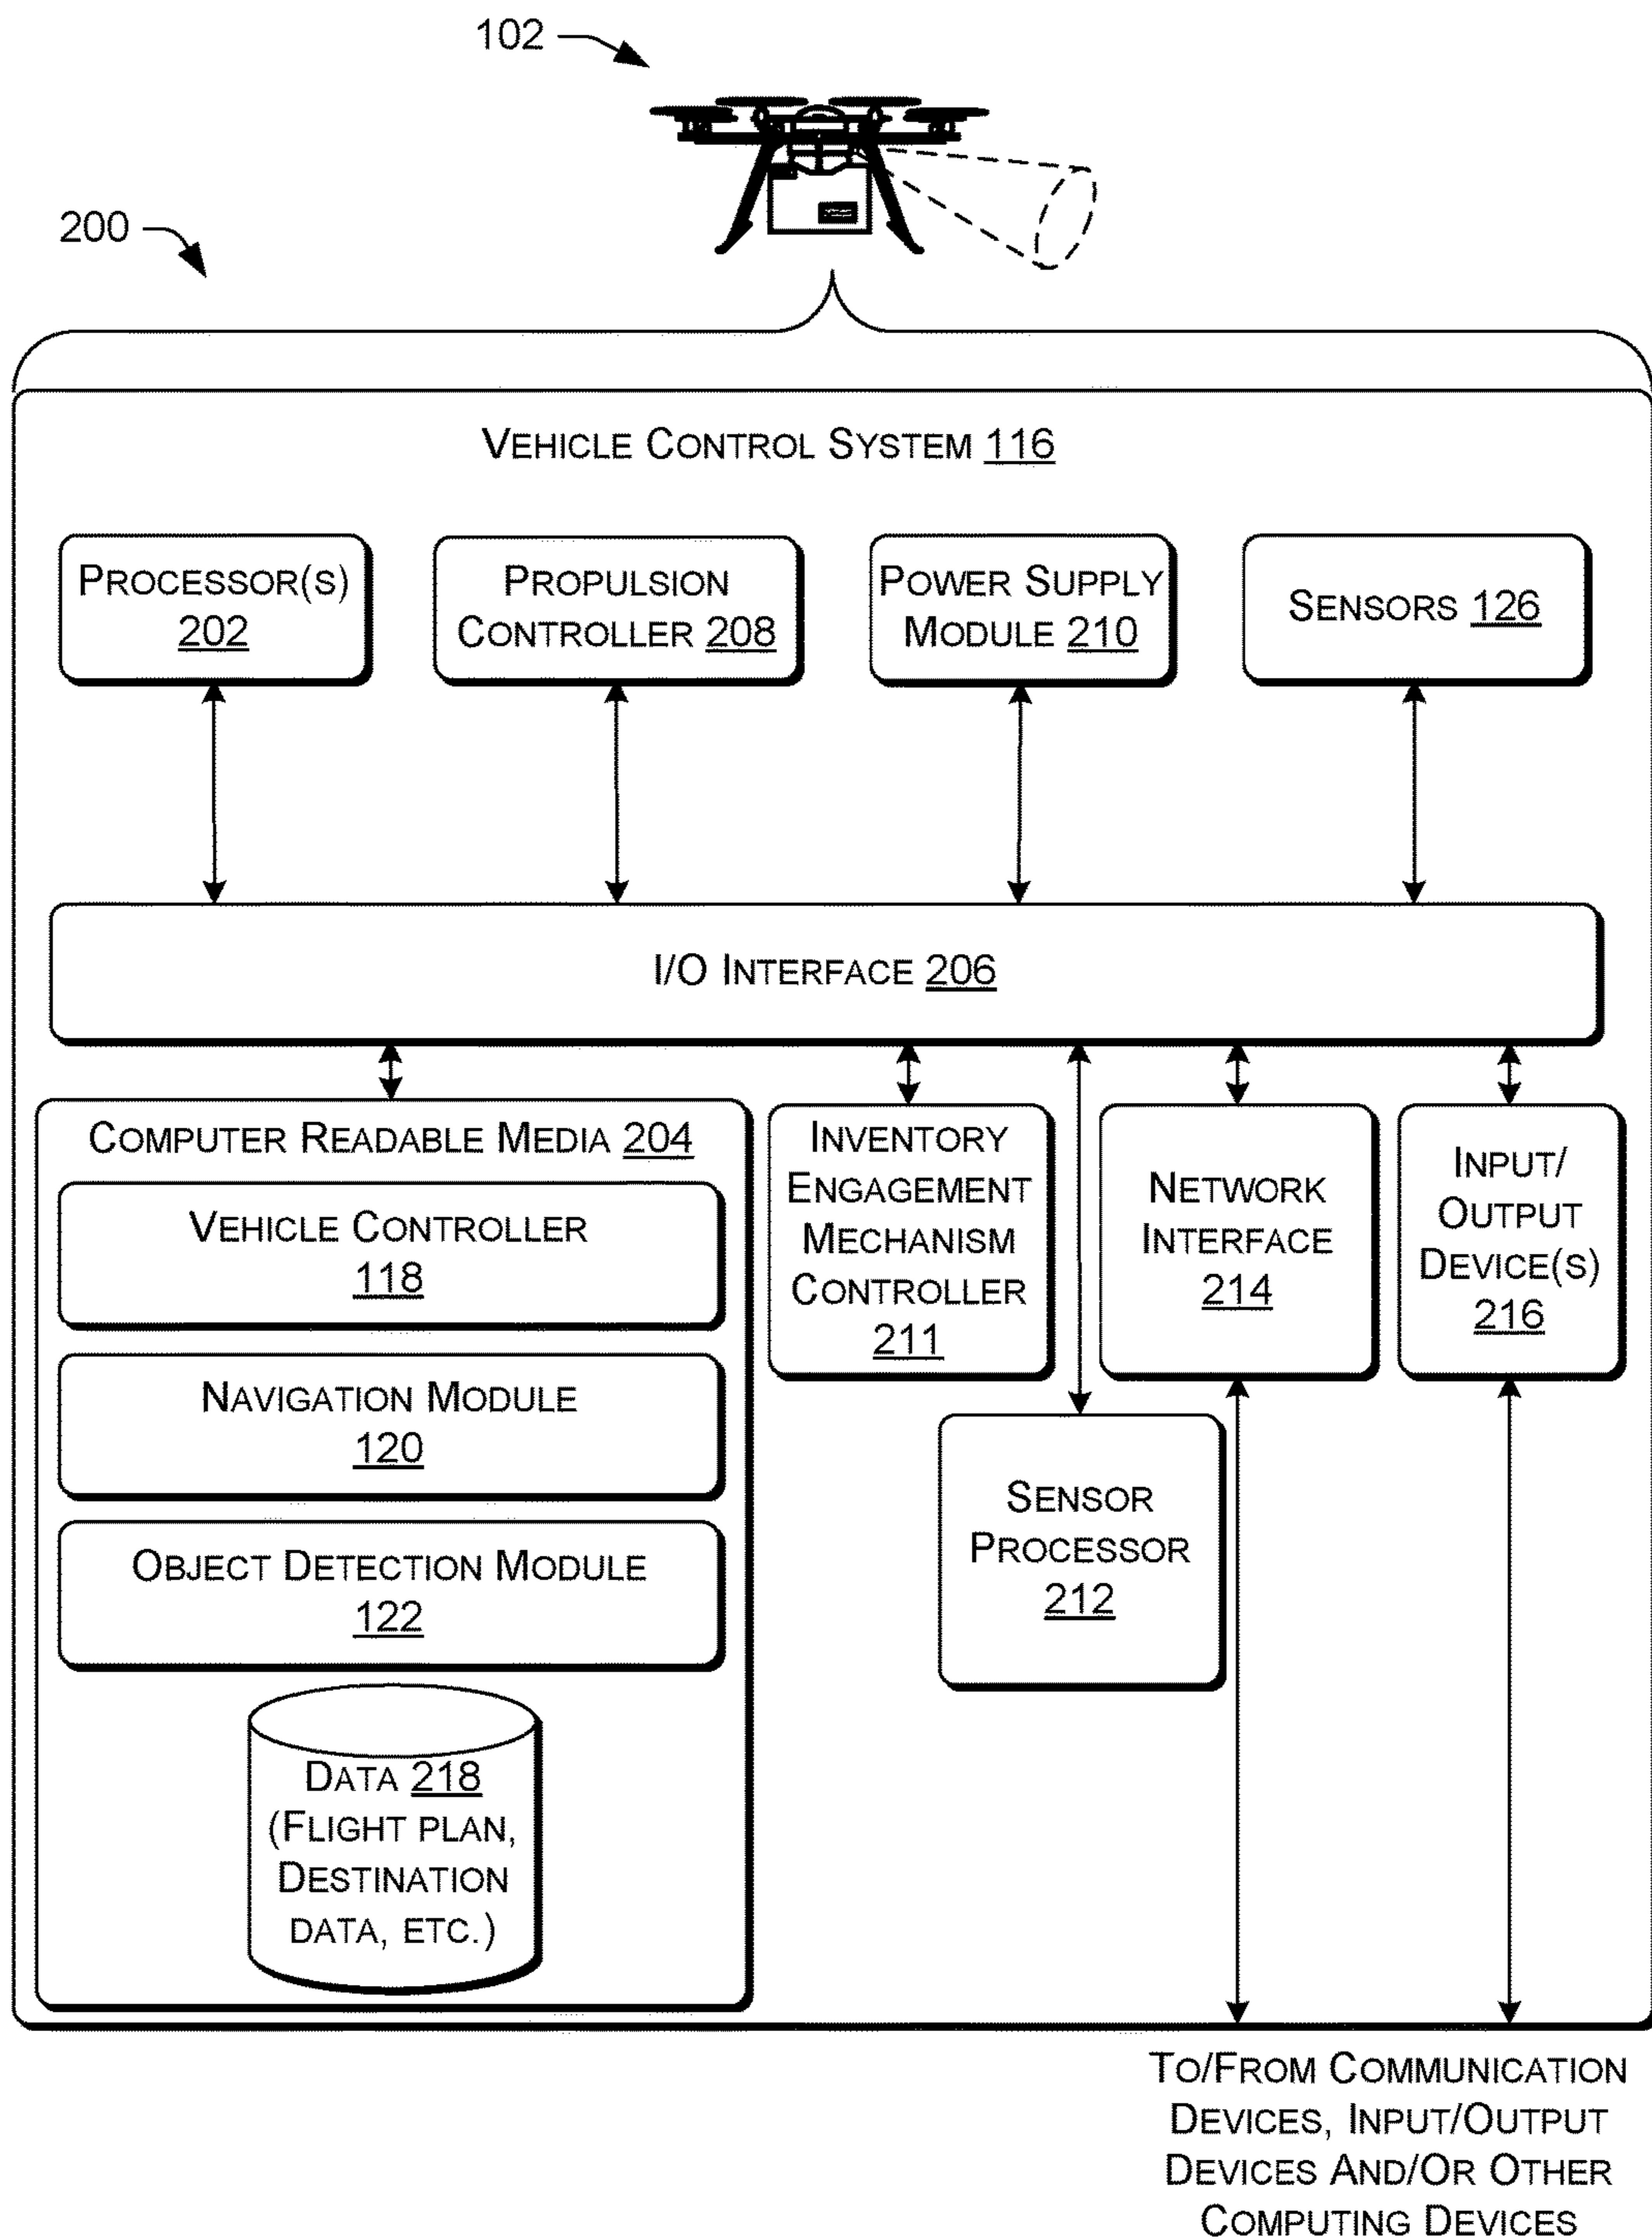 102
200
VEHICLE CONTROL SYSTEM 116
PROCESSOR(S)
202
PROPULSION
CONTROLLER 208
POWER SUPPLY
MODULE 210
SENSORS 126
I/O INTERFACE 206
COMPUTER READABLE MEDIA 204
VEHICLE CONTROLLER
118
NAVIGATION MODULE
120
OBJECT DETECTION MODULE
122
DATA 218
(FLIGHT PLAN,
DESTINATION
DATA, ETC.)
INVENTORY
ENGAGEMENT
MECHANISM
CONTROLLER
211
SENSOR
PROCESSOR
212
NETWORK
INTERFACE
214
INPUT/
OUTPUT
DEVICE(S)
216
TO/FROM COMMUNICATION
DEVICES, INPUT/OUTPUT
DEVICES AND/OR OTHER
COMPUTING DEVICES